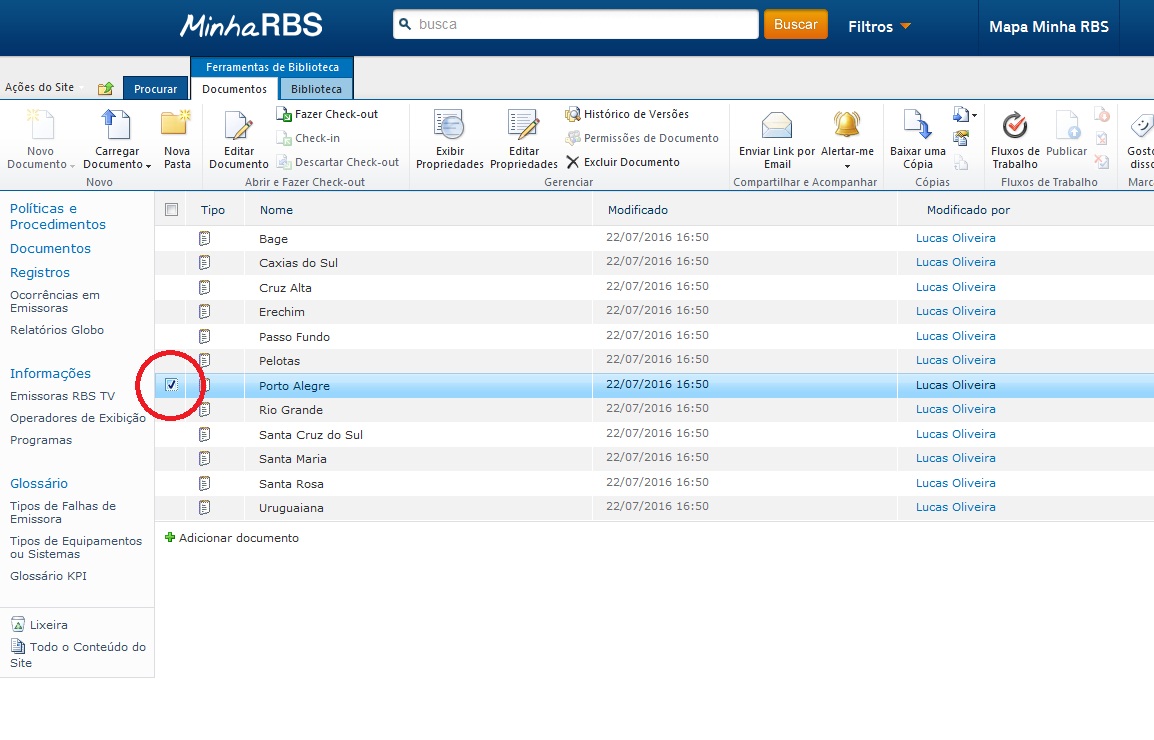 MinhaRBS
busca
Buscar
Filtros
Mapa Minha RBS
Ferramentas de Biblioteca
Ações do Site
Procurar
Documentos
Biblioteca
Novo
Documento
Carregar
Documento
Nova
Pasta
Novo
Editar
Documento
Fazer Check-out
Check-in
Descartar Check-out
Abrir e Fazer Check-out
Exibir
Propriedades
Editar
Propriedades
Histórico de Versões
Permissões de Documento
Excluir Documento
Gerenciar
Enviar Link por
Email
Alertar-me
Compartilhar e Acompanhar
Baixar uma
Cópia
Cópias
Fluxos de
Trabalho
Publicar
Fluxos de Trabalho
Gosto
disso
Marca
Políticas e
Procedimentos
Documentos
Registros
Ocorrências em
Emissoras
Relatórios Globo
Informações
Emissoras RBS TV
Operadores de Exibição
Programas
Glossário
Tipos de Falhas de
Emissora
Tipos de Equipamentos
ou Sistemas
Glossário KPI
Lixeira
Todo o Conteúdo do
Site
Tipo Nome Modificado Modificado por
Bage 22/07/2016 16:50 Lucas Oliveira
Caxias do Sul 22/07/2016 16:50 Lucas Oliveira
Cruz Alta 22/07/2016 16:50 Lucas Oliveira
Erechim 22/07/2016 16:50 Lucas Oliveira
Passo Fundo 22/07/2016 16:50 Lucas Oliveira
Pelotas 22/07/2016 16:50 Lucas Oliveira
Porto Alegre 22/07/2016 16:50 Lucas Oliveira
Rio Grande 22/07/2016 16:50 Lucas Oliveira
Santa Cruz do Sul 22/07/2016 16:50 Lucas Oliveira
Santa Maria 22/07/2016 16:50 Lucas Oliveira
Santa Rosa 22/07/2016 16:50 Lucas Oliveira
Uruguaiana 22/07/2016 16:50 Lucas Oliveira
Adicionar documento